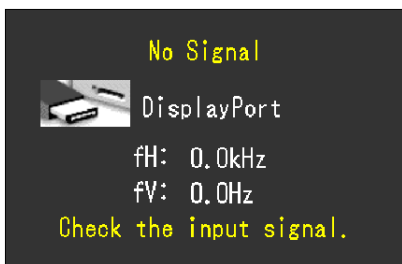 No Signal
DisplayPort
fH: 0.0kHz
fV: 0.0Hz
Check the input signal.